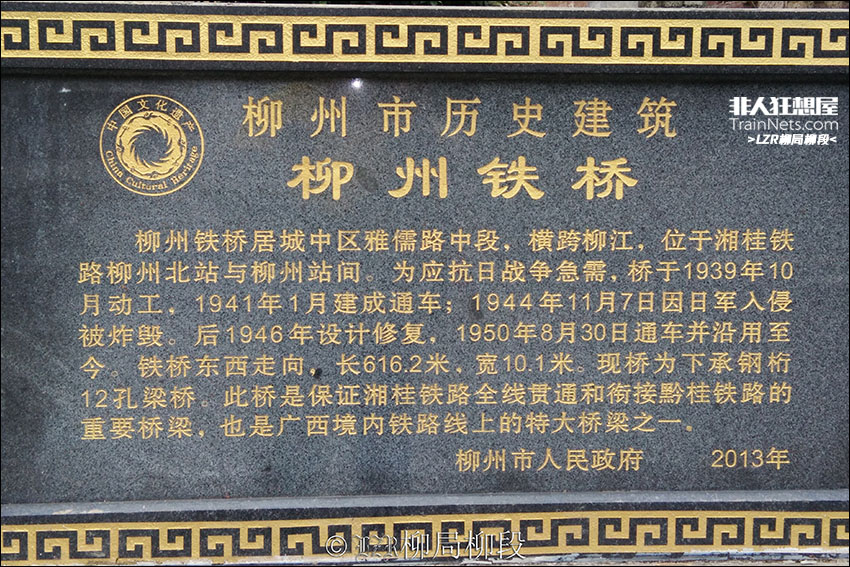 非人狂想屋
TrainNets.com
>LZR柳局柳段<
中国文化遗产
China Cultural Heritage
柳州市历史建筑
柳州铁桥
柳州铁桥居城中区雅儒路中段，横跨柳江，位于湘桂铁
路柳州北站与柳州站间。为应抗日战争急需，桥于1939年10
月动工，1941年1月建成通车；1944年11月7日因日军入侵
被炸毁。后1946年设计修复，1950年8月30日通车并沿用至
今。铁桥东西走向，长616.2米，宽10.1米。现桥为下承钢桁
12孔梁桥。此桥是保证湘桂铁路全线贯通和衔接黔桂铁路的
重要桥梁，也是广西境内铁路线上的特大桥梁之一。
柳州市人民政府 2013年
© LZR柳局柳段